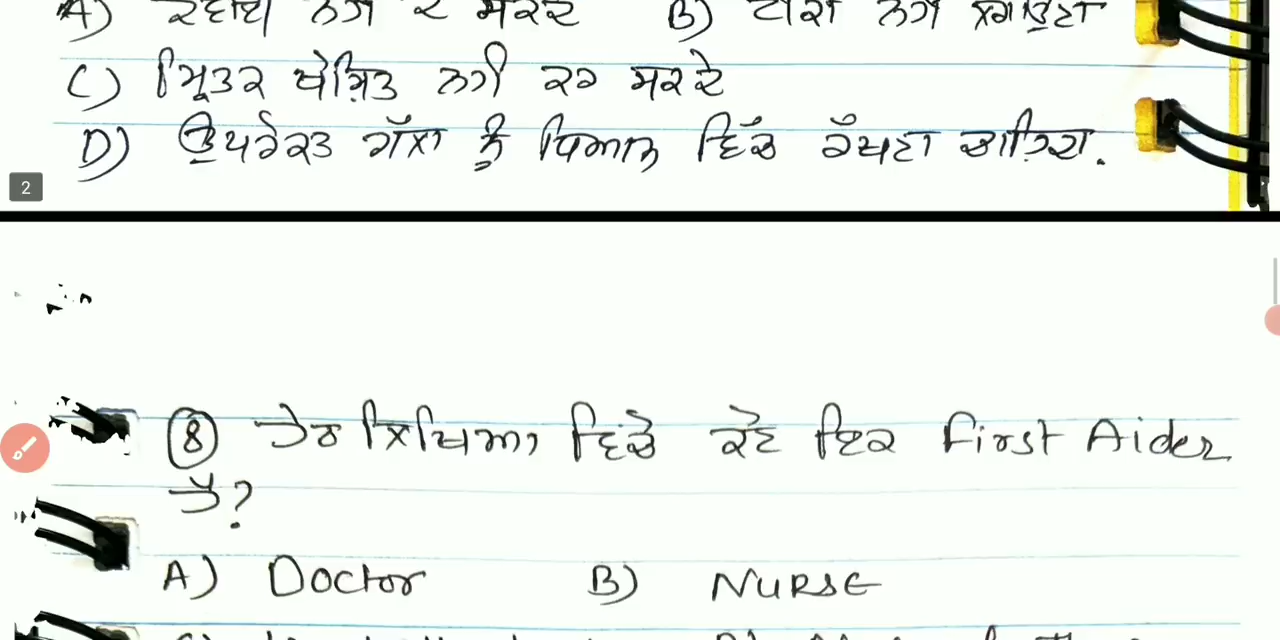 A) ਦਵਾਈ ਨਹੀਂ ਦੇ ਸਕਦੇ B) ਟੀਕਾ ਨਹੀਂ ਲਗਾਉਣਾ
C) ਮ੍ਰਿਤਕ ਘੋਸ਼ਿਤ ਨਹੀਂ ਕਰ ਸਕਦੇ
D) ਉਪਰੋਕਤ ਗੱਲਾਂ ਨੂੰ ਧਿਆਨ ਵਿੱਚ ਰੱਖਣਾ ਚਾਹਿਦਾ.
2
⑧ ਹੇਠ ਲਿਖਿਆਂ ਵਿੱਚੋਂ ਕੌਣ ਇਕ First Aider
ਹੈ?
A) Doctor B) NURSE